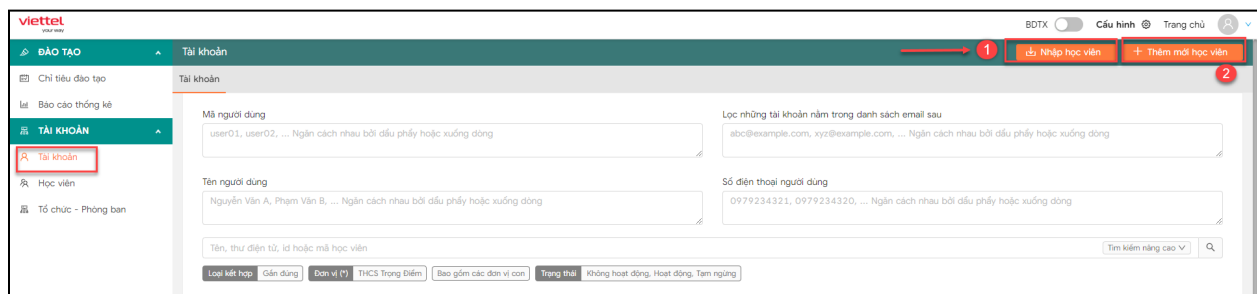 viettel
your way
BDTX Cấu hình Trang chủ
ĐÀO TẠO
Tài khoản
1
Nhập học viên
+ Thêm mới học viên
2
Chỉ tiêu đào tạo
Tài khoản
Báo cáo thống kê
TÀI KHOẢN
Mã người dùng
Lọc những tài khoản nằm trong danh sách email sau
user01, user02, ... Ngăn cách nhau bởi dấu phẩy hoặc xuống dòng
abc@example.com, xyz@example.com, ... Ngăn cách nhau bởi dấu phẩy hoặc xuống dòng
Tài khoản
Học viên
Tên người dùng
Số điện thoại người dùng
Tổ chức - Phòng ban
Nguyễn Văn A, Phạm Văn B, ... Ngăn cách nhau bởi dấu phẩy hoặc xuống dòng
0979234321, 0979234320, ... Ngăn cách nhau bởi dấu phẩy hoặc xuống dòng
Tên, thư điện tử, id hoặc mã học viên
Tìm kiếm nâng cao
Loại kết hợp Gần đúng Đơn vị (*) THCS Trọng Điểm Bao gồm các đơn vị con Trạng thái Không hoạt động, Hoạt động, Tạm ngừng